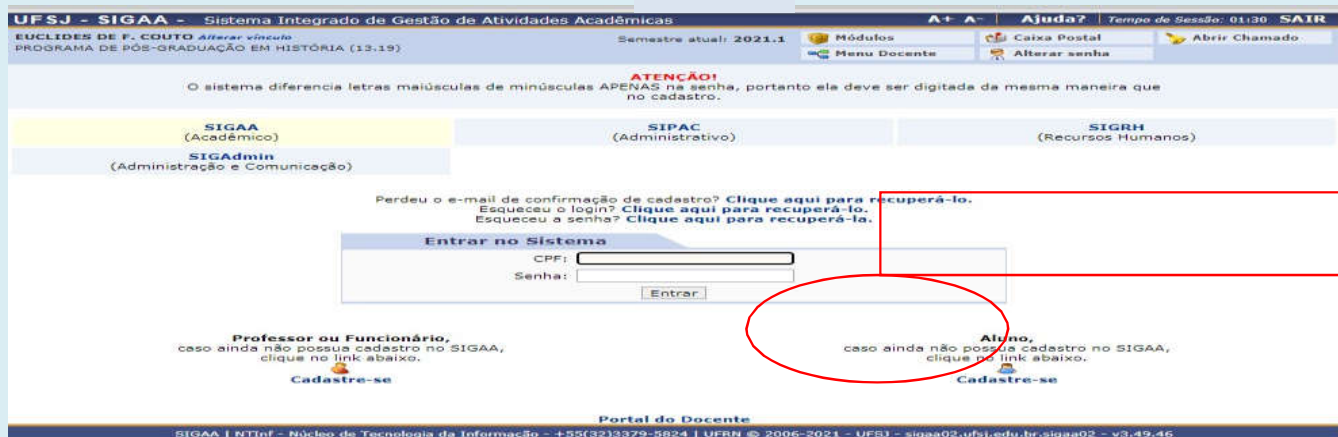 UFSJ - SIGAA - Sistema Integrado de Gestão de Atividades Acadêmicas A+ A- Ajuda? Tempo de Sessão: 01:30 SAIR
EUCLIDES DE F. COUTO Alterar vínculo
PROGRAMA DE PÓS-GRADUAÇÃO EM HISTÓRIA (13.19)
Semestre atual: 2021.1
Módulos Caixa Postal Abrir Chamado
Menu Docente Alterar senha
ATENÇÃO!
O sistema diferencia letras maiúsculas de minúsculas APENAS na senha, portanto ela deve ser digitada da mesma maneira que
no cadastro.
SIGAA
(Acadêmico)
SIPAC
(Administrativo)
SIGRH
(Recursos Humanos)
SIGAdmin
(Administração e Comunicação)
Perdeu o e-mail de confirmação de cadastro? Clique aqui para recuperá-lo.
Esqueceu o login? Clique aqui para recuperá-lo.
Esqueceu a senha? Clique aqui para recuperá-la.
Entrar no Sistema
CPF:
Senha:
Entrar
Professor ou Funcionário,
caso ainda não possua cadastro no SIGAA,
clique no link abaixo.
Cadastre-se
Aluno,
caso ainda não possua cadastro no SIGAA,
clique no link abaixo.
Cadastre-se
Portal do Docente
SIGAA | NTInf - Núcleo de Tecnologia da Informação - +55(32)3379-5824 | UFRN © 2006-2021 - UFSJ - sigaa02.ufsj.edu.br.sigaa02 - v3.49.46